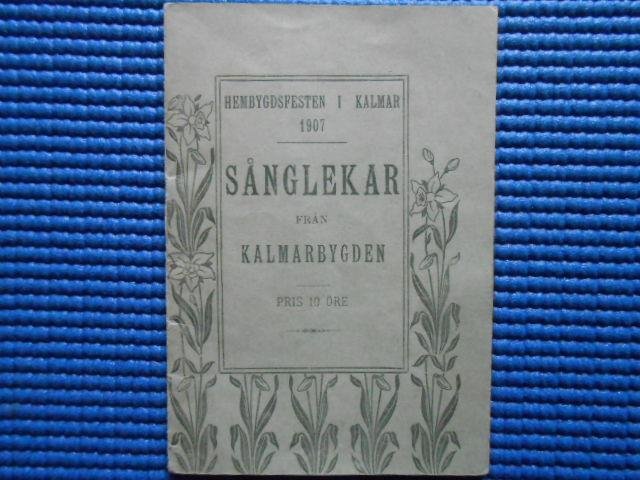 HEMBYGDSFESTEN I KALMAR
1907
SÅNGLEKAR
FRÅN
KALMARBYGDEN
PRIS 10 ÖRE